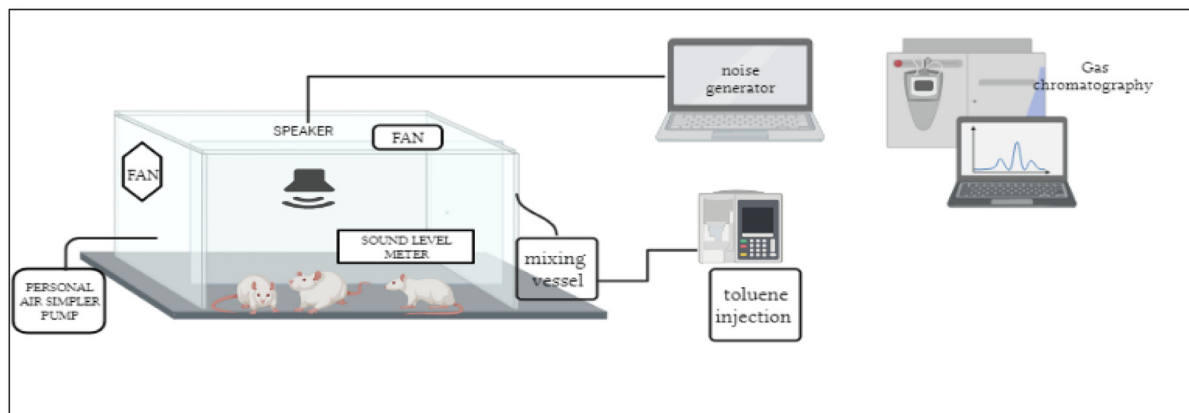 noise
generator
Gas
chromatography
SPEAKER
FAN
FAN
SOUND LEVEL
METER
mixing
vessel
PERSONAL
AIR SIMPLER
PUMP
toluene
injection